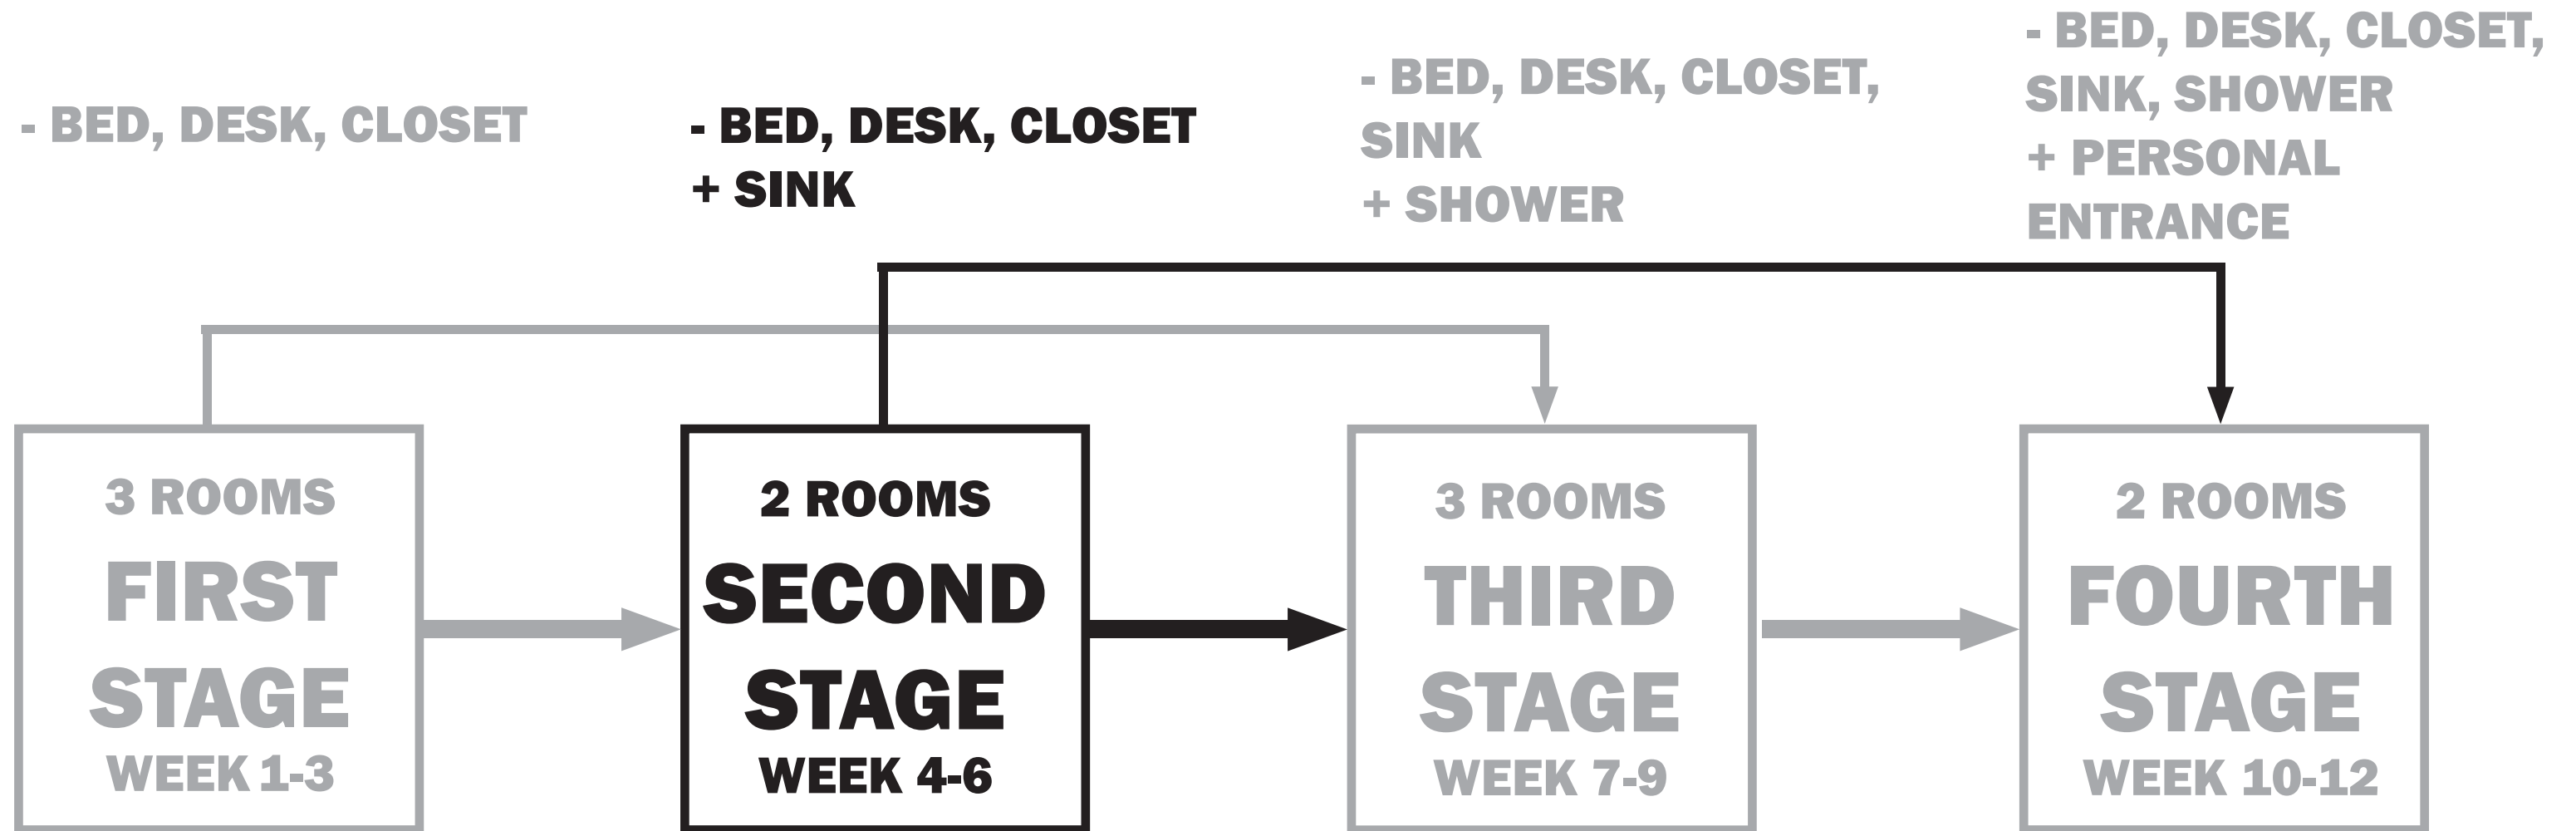 - BED, DESK, CLOSET
- BED, DESK, CLOSET
+ SINK
- BED, DESK, CLOSET,
SINK
+ SHOWER
- BED, DESK, CLOSET,
SINK, SHOWER
+ PERSONAL
ENTRANCE
3 ROOMS
FIRST
STAGE
WEEK 1-3
2 ROOMS
SECOND
STAGE
WEEK 4-6
3 ROOMS
THIRD
STAGE
WEEK 7-9
2 ROOMS
FOURTH
STAGE
WEEK 10-12